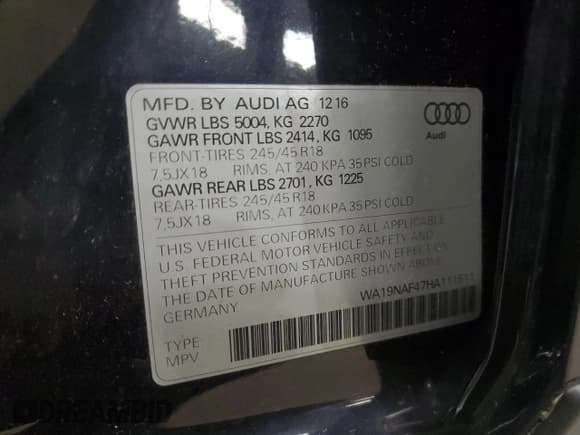 MFD. BY AUDI AG 12 16
GVWR LBS 5004, KG 2270
GAWR FRONT LBS 2414, KG 1095
FRONT-TIRES 245/45 R18
7,5JX18 RIMS, AT 240 KPA 35 PSI COLD
GAWR REAR LBS 2701, KG 1225
REAR-TIRES 245/45 R18
7,5JX18 RIMS, AT 240 KPA 35 PSI COLD
Audi
THIS VEHICLE CONFORMS TO ALL APPLICABLE
U.S. FEDERAL MOTOR VEHICLE SAFETY AND
THEFT PREVENTION STANDARDS IN EFFECT ON
THE DATE OF MANUFACTURE SHOWN ABOVE.
GERMANY
TYPE
MPV
DREAMBID